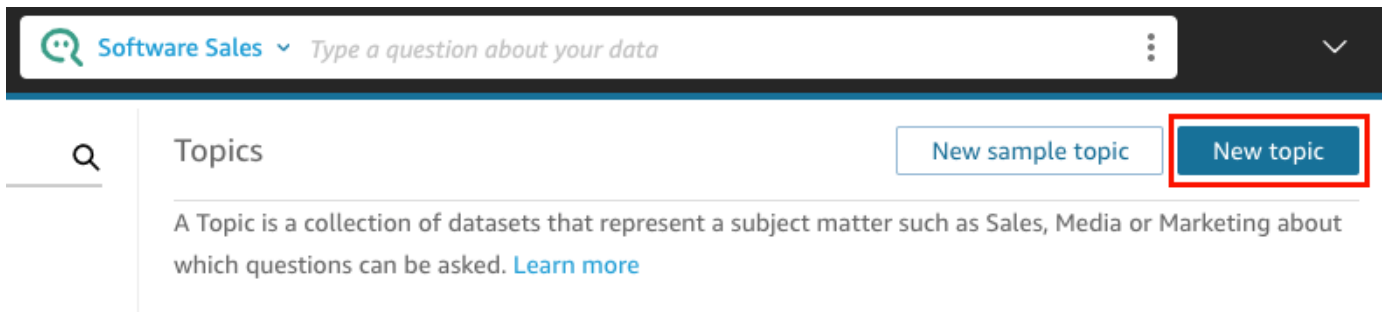 Software Sales Type a question about your data
Topics New sample topic New topic
A Topic is a collection of datasets that represent a subject matter such as Sales, Media or Marketing about
which questions can be asked. Learn more